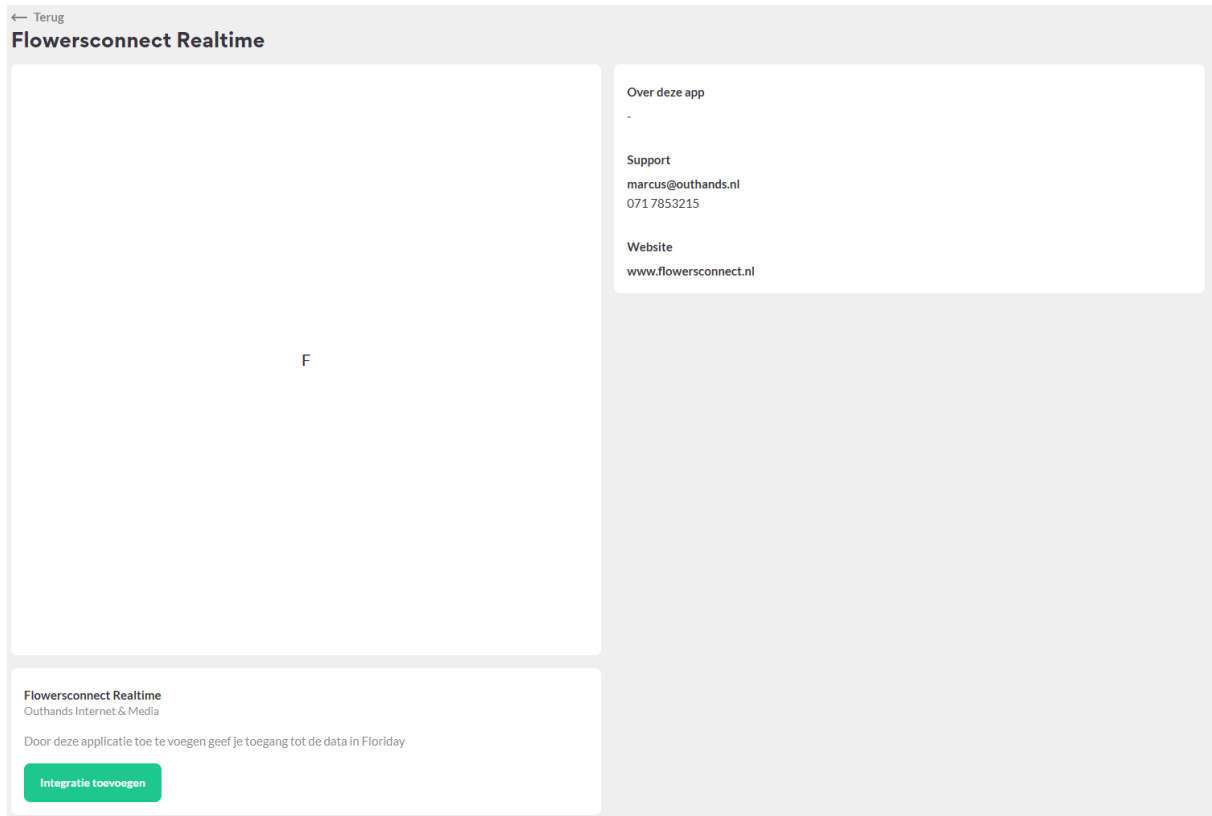 ← Terug
Flowersconnect Realtime
F
Flowersconnect Realtime
Outhands Internet & Media
Door deze applicatie toe te voegen geef je toegang tot de data in Floriday
Integratie toevoegen
Over deze app
-
Support
marcus@outhands.nl
071 7853215
Website
www.flowersconnect.nl